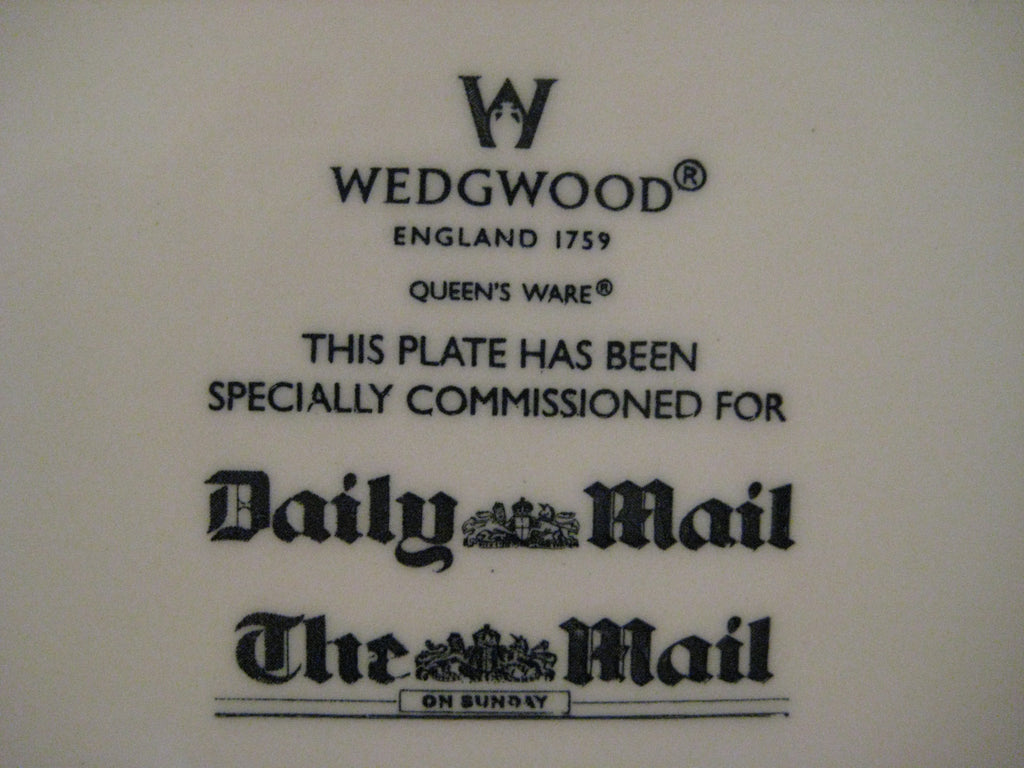 W
WEDGWOOD®
ENGLAND 1759
QUEEN'S WARE®
THIS PLATE HAS BEEN
SPECIALLY COMMISSIONED FOR
Daily Mail
The Mail
ON SUNDAY